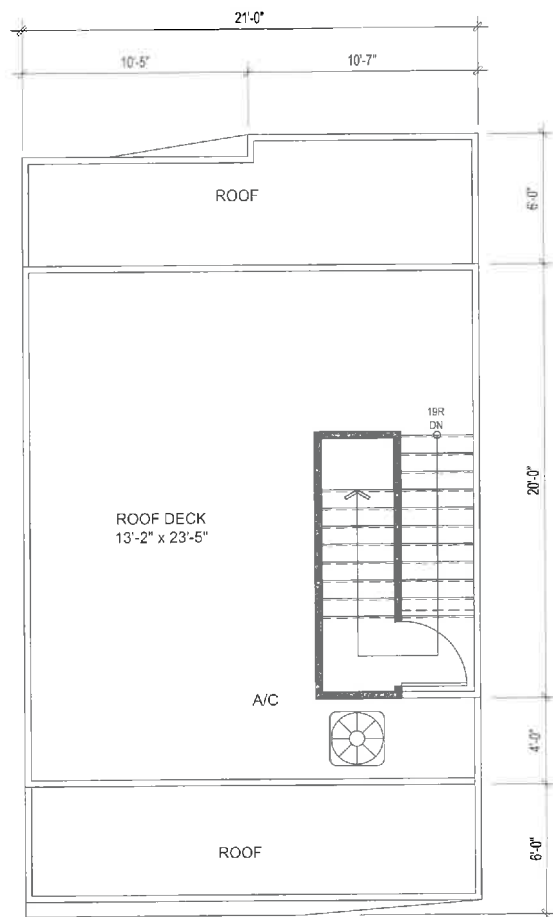 21'-0"
10'-5"
10'-7"
ROOF
6'-0"
19R
DN
20'-0"
ROOF DECK
13'-2" x 23'-5"
A/C
4'-0"
ROOF
6'-0"